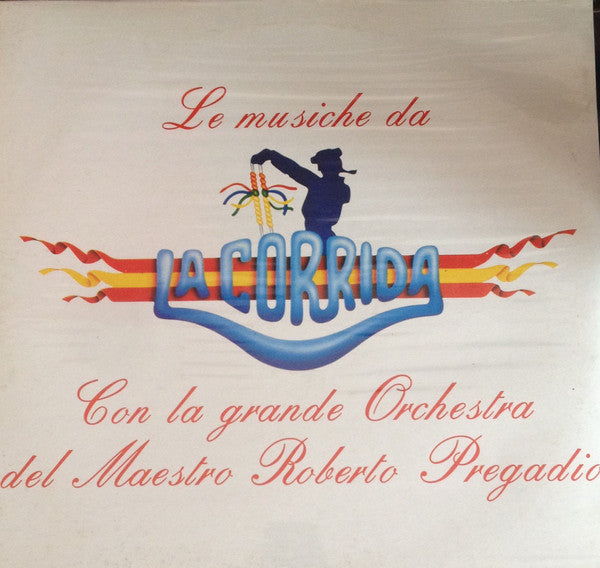 Le musiche da
LA CORRIDA
Con la grande Orchestra
del Maestro Roberto Pregadio